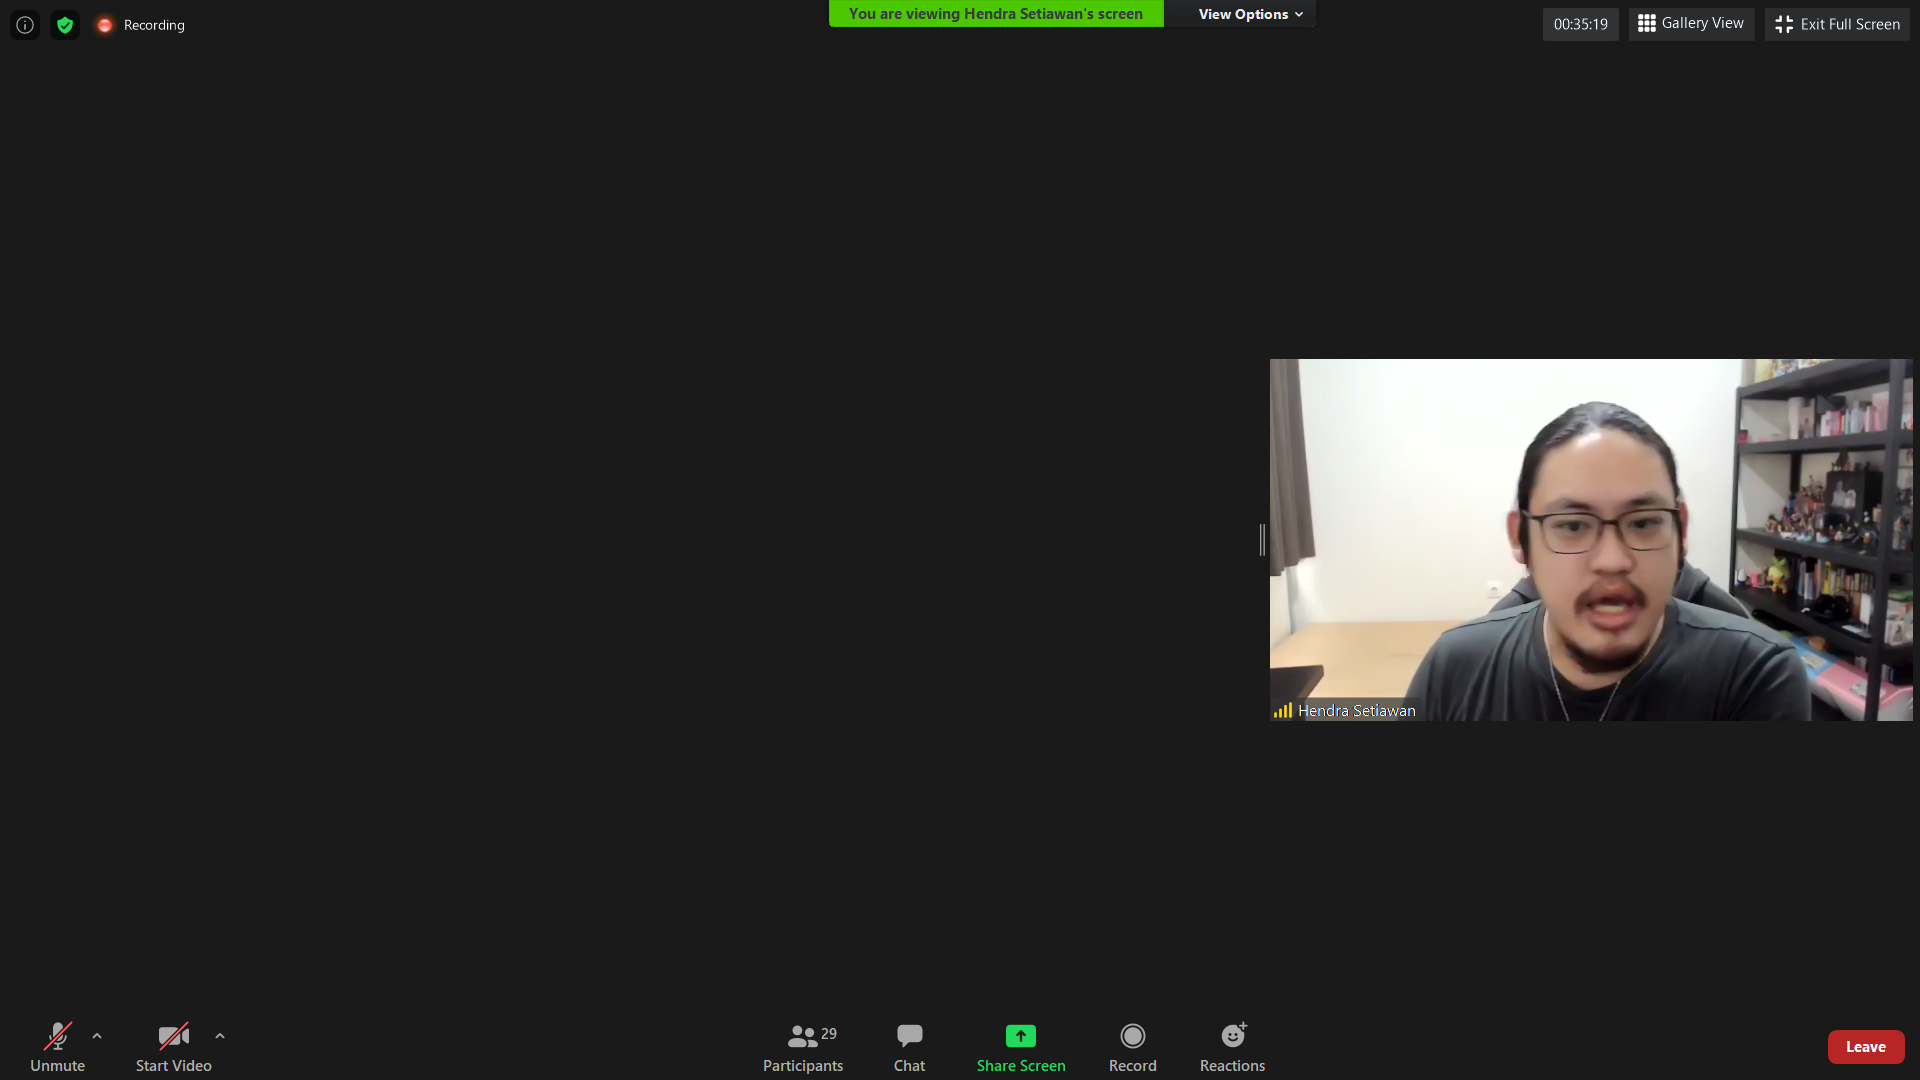 Recording
You are viewing Hendra Setiawan's screen
View Options
00:35:19
Gallery View
Exit Full Screen
Hendra Setiawan
Unmute
Start Video
29
Participants
Chat
Share Screen
Record
Reactions
Leave